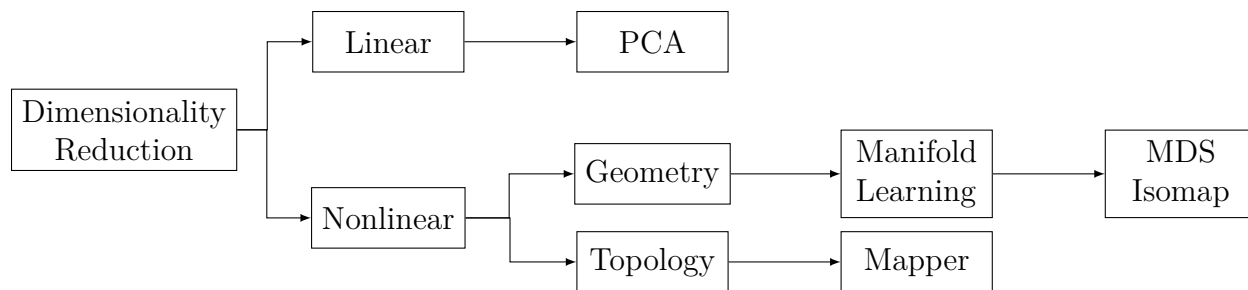 Linear
PCA
Dimensionality
Reduction
Nonlinear
Geometry
Manifold
Learning
MDS
Isomap
Topology
Mapper